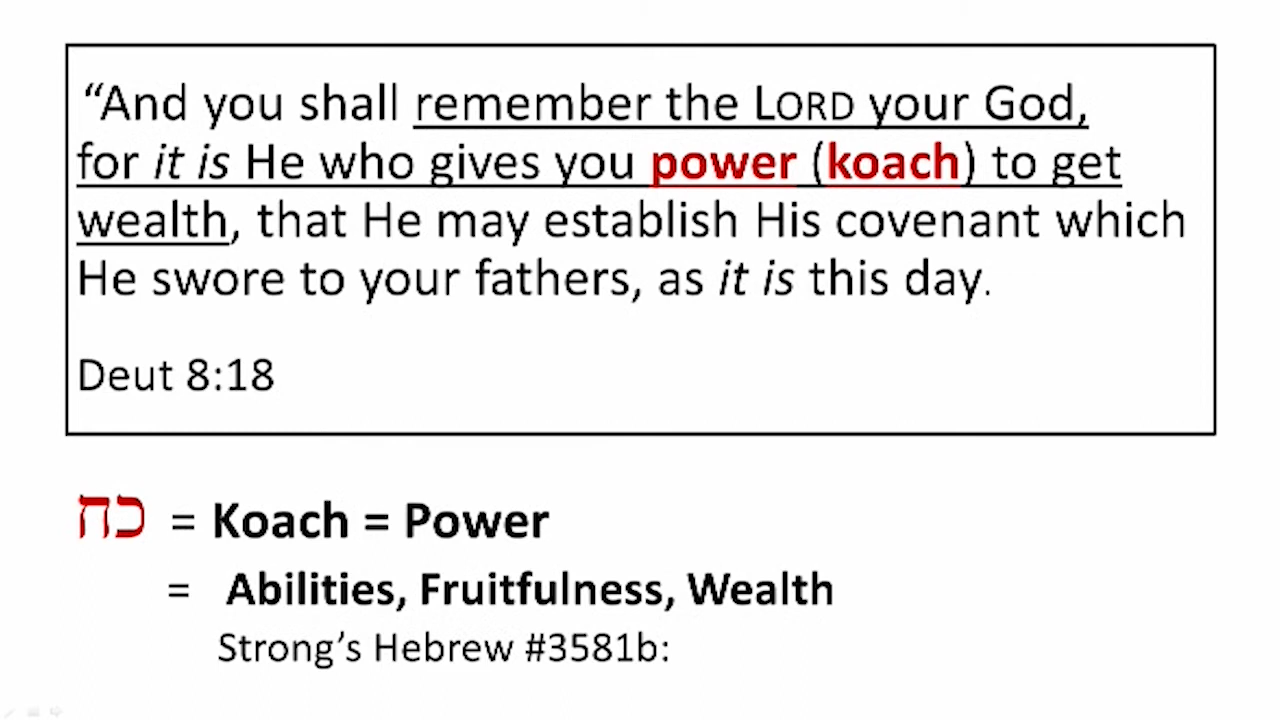 “And you shall remember the LORD your God,
for it is He who gives you power (koach) to get
wealth, that He may establish His covenant which
He swore to your fathers, as it is this day.
Deut 8:18
כח = Koach = Power
= Abilities, Fruitfulness, Wealth
Strong’s Hebrew #3581b: